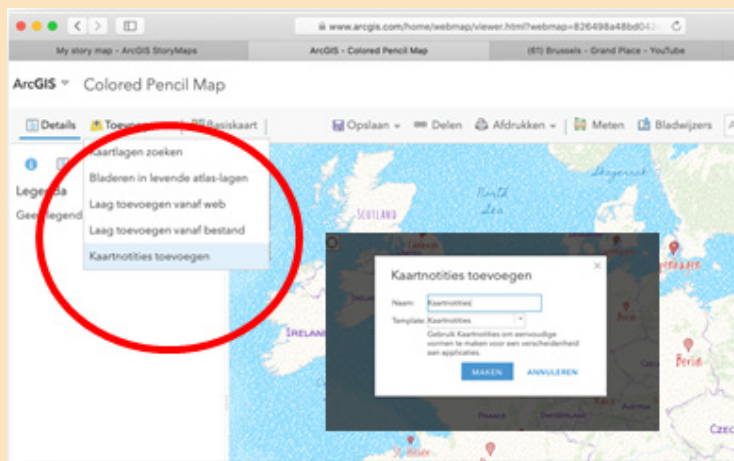 www.arcgis.com/home/webmap/viewer.html?webmap=826498a48bd042
My story map - ArcGIS StoryMaps
ArcGIS - Colored Pencil Map
(61) Brussels - Grand Place - YouTube
ArcGIS Colored Pencil Map
Details
Basiskaart
Opslaan
Delen
Afdrukken
Meten
Bladwijzers
Kaartlagen zoeken
Bladeren in levende atlas-lagen
Laag toevoegen vanaf web
Laag toevoegen vanaf bestand
Kaartnotities toevoegen
Legenda
North
Sea
Skagerrak
SCOTLAND
Kaartnotities toevoegen
Naam: Kaartnotities
Template: Kaartnotities
Gebruik Kaartnotities om eenvoudige
vormen te maken voor een verscheidenheid
aan applicaties.
MAKEN ANNULEREN
Berlin